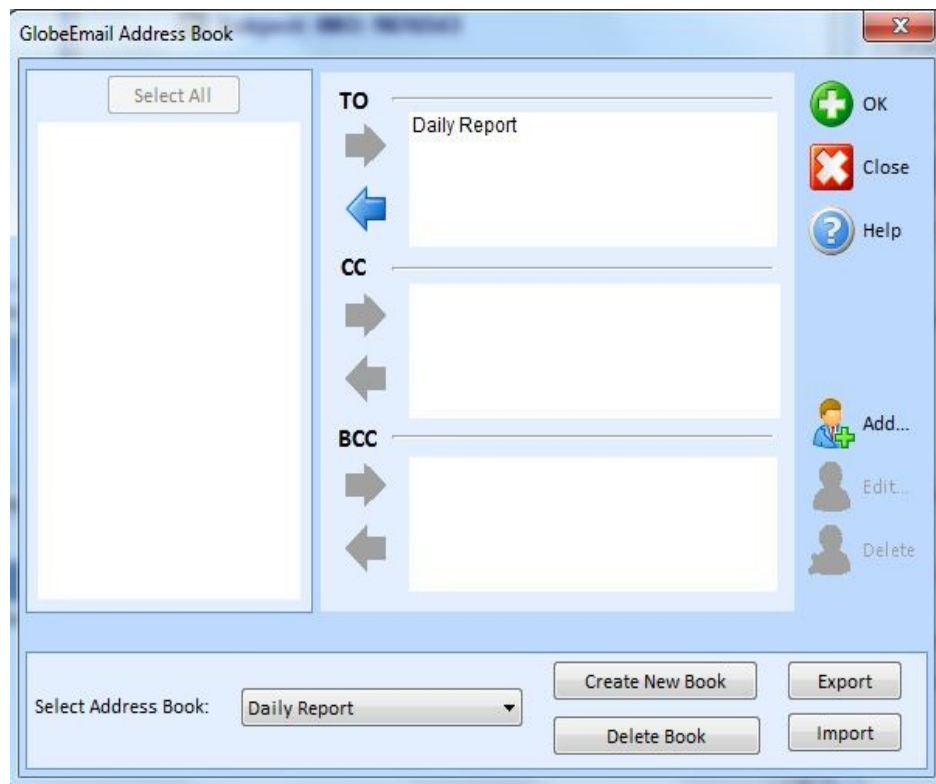 GlobeEmail Address Book
Select All
TO
Daily Report
OK
Close
Help
CC
Add...
BCC
Edit...
Delete
Select Address Book:
Daily Report
Create New Book
Export
Delete Book
Import